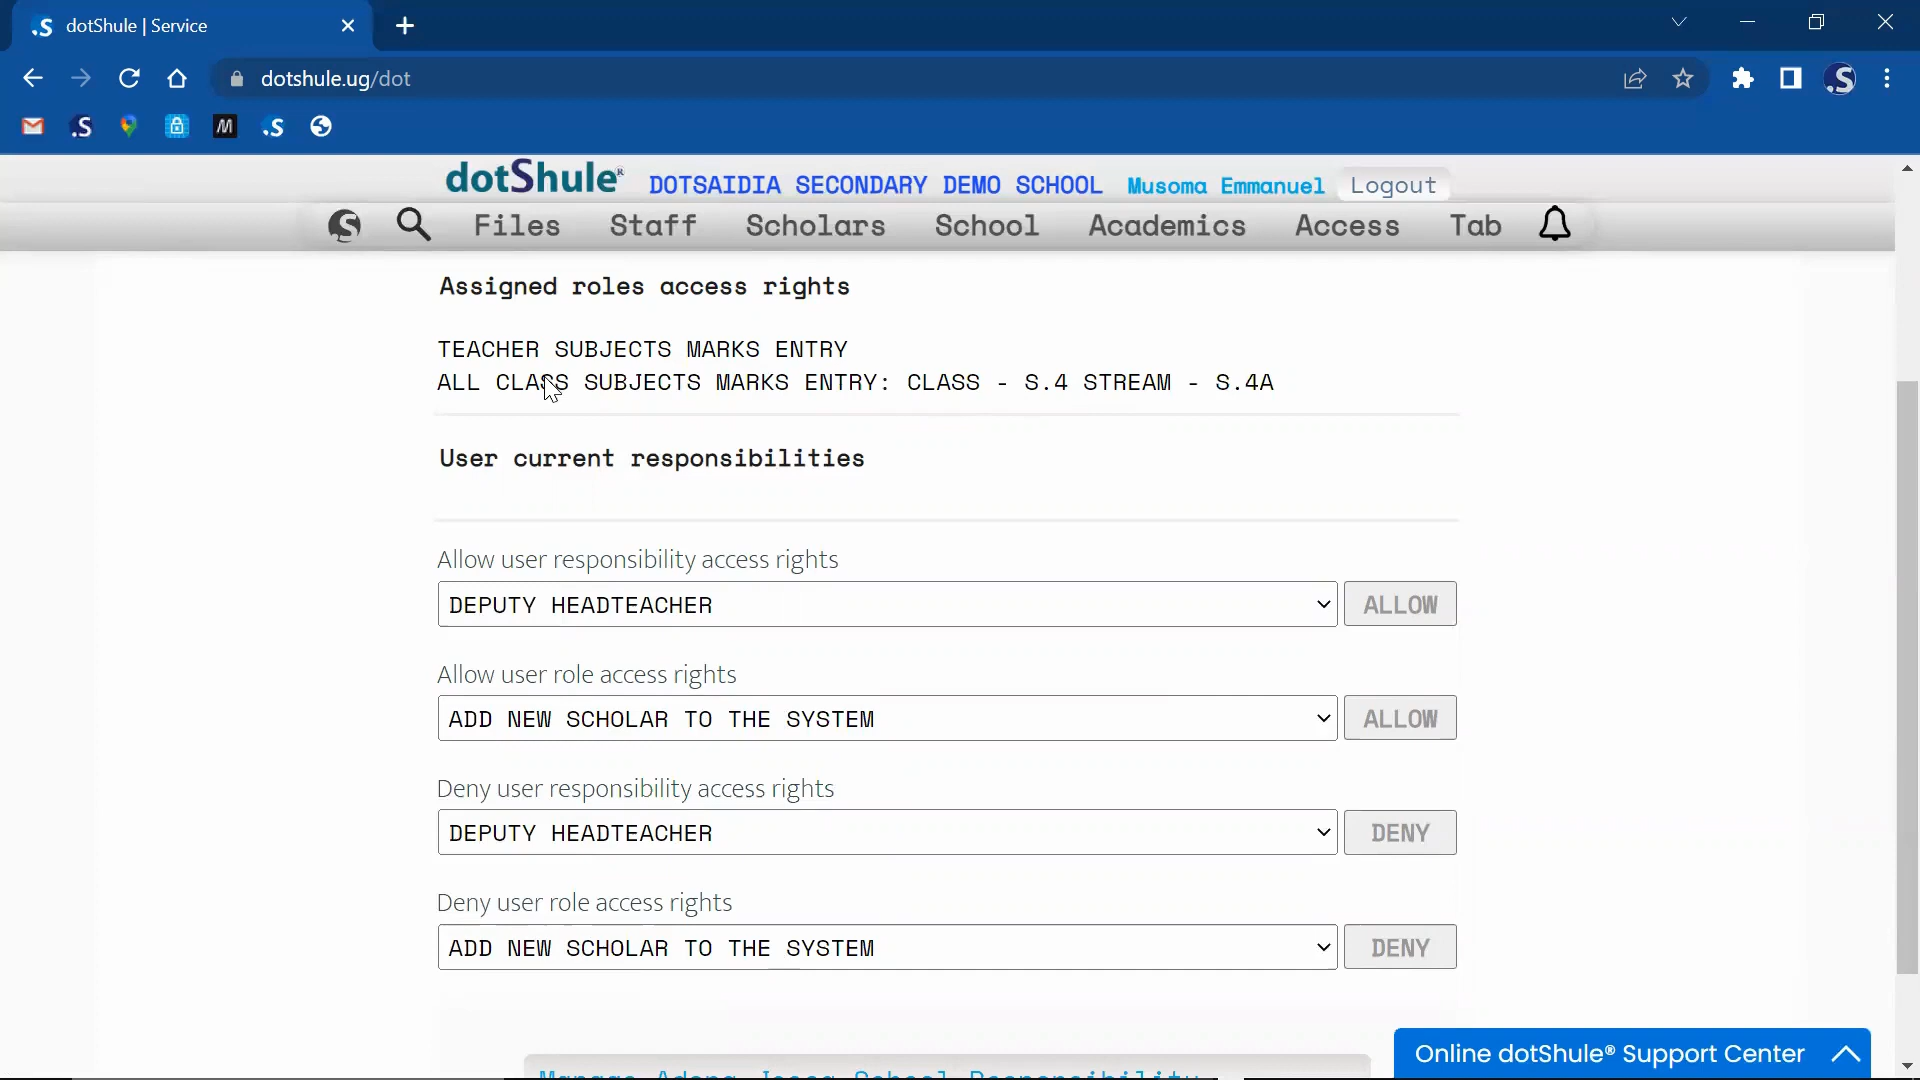 dotShule | Service
dotshule.ug/dot
dotShule® DOTSAIDIA SECONDARY DEMO SCHOOL Musoma Emmanuel Logout
Files Staff Scholars School Academics Access Tab
Assigned roles access rights
TEACHER SUBJECTS MARKS ENTRY
ALL CLASS SUBJECTS MARKS ENTRY: CLASS - S.4 STREAM - S.4A
User current responsibilities
Allow user responsibility access rights
DEPUTY HEADTEACHER ALLOW
Allow user role access rights
ADD NEW SCHOLAR TO THE SYSTEM ALLOW
Deny user responsibility access rights
DEPUTY HEADTEACHER DENY
Deny user role access rights
ADD NEW SCHOLAR TO THE SYSTEM DENY
Online dotShule® Support Center
Manage School Responsibility